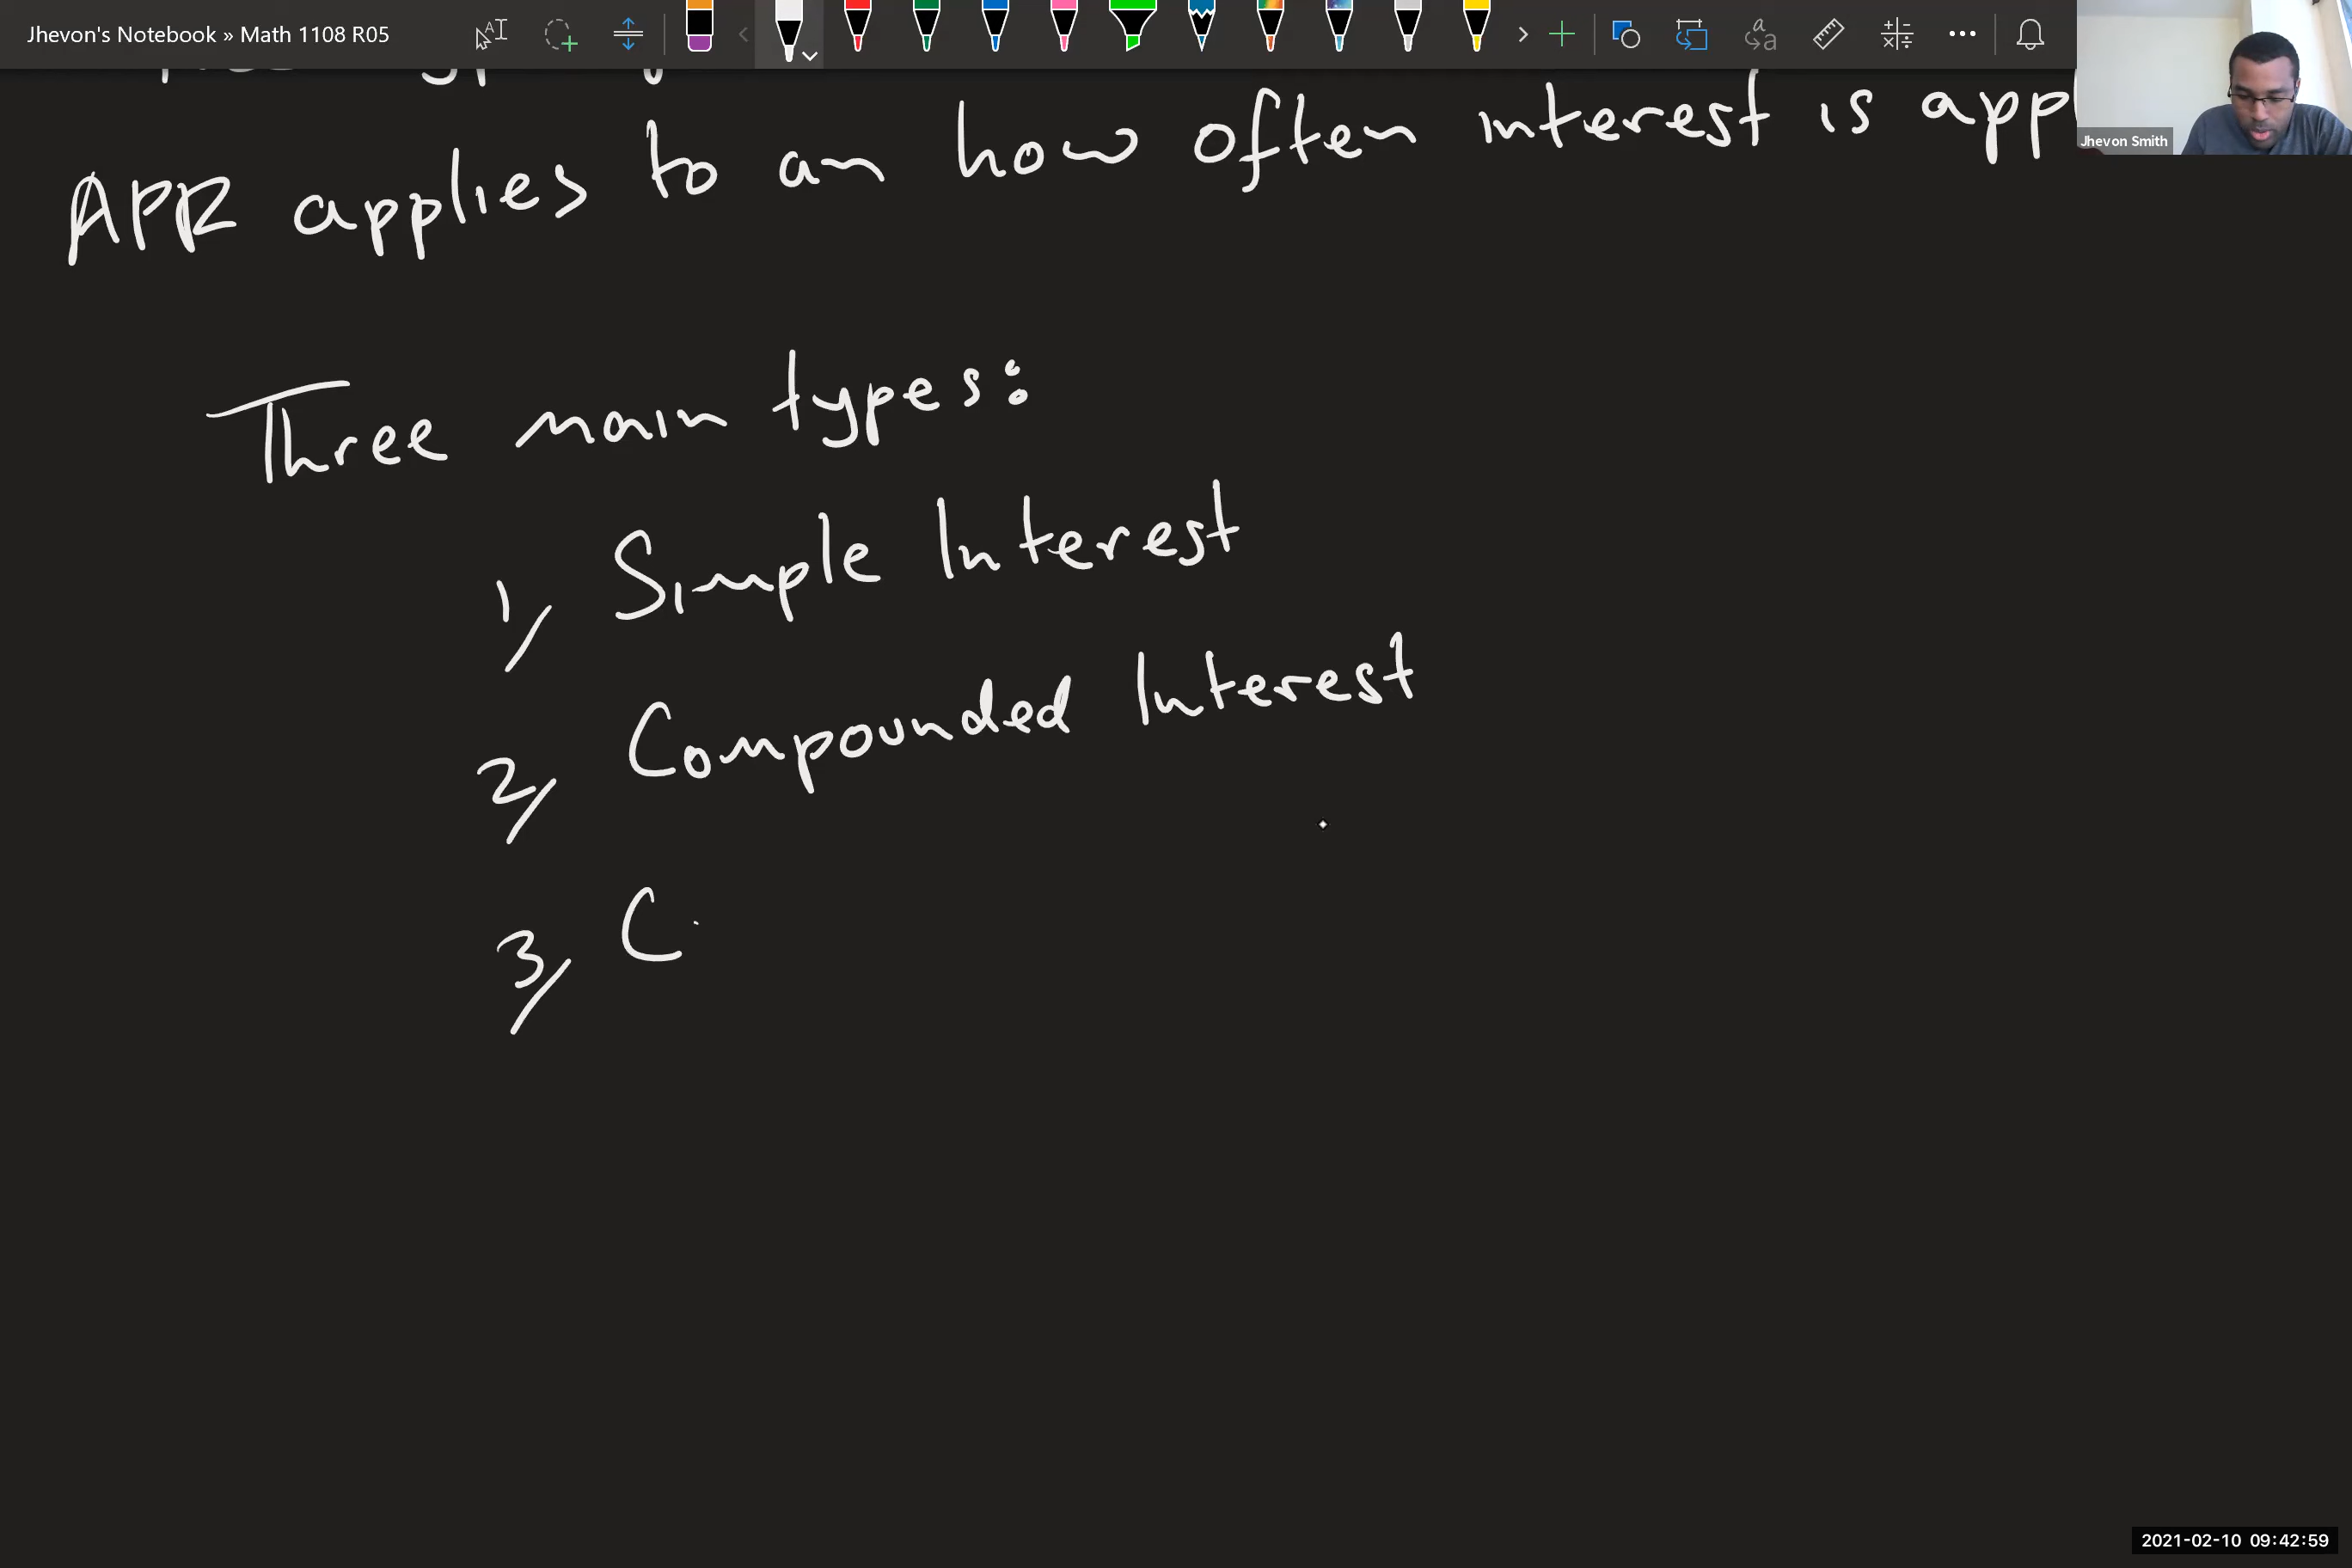 Jhevon's Notebook » Math 1108 R05
Jhevon Smith
APR applies to an how often interest is appl
Three main types:
1, Simple Interest
2, Compounded Interest
3, C
2021-02-10 09:42:59